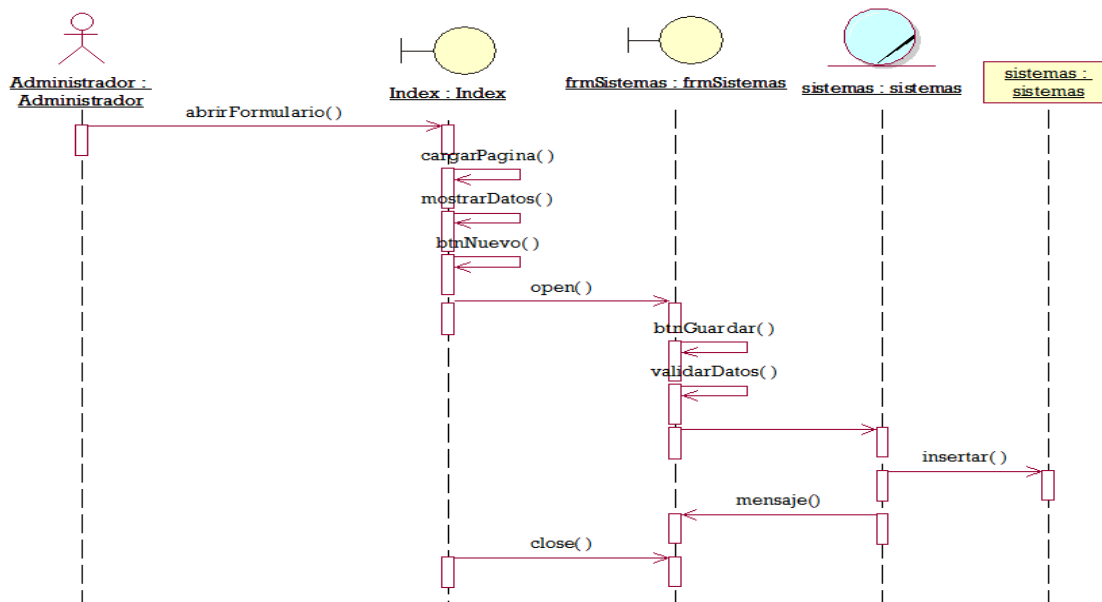 Administrador :
Administrador
Index : Index
frmSistemas : frmSistemas
sistemas : sistemas
sistemas :
sistemas
abrirFormulario( )
cargarPagina( )
mostrarDatos( )
btnNuevo( )
open( )
btnGuardar( )
validarDatos( )
insertar( )
mensaje()
close( )